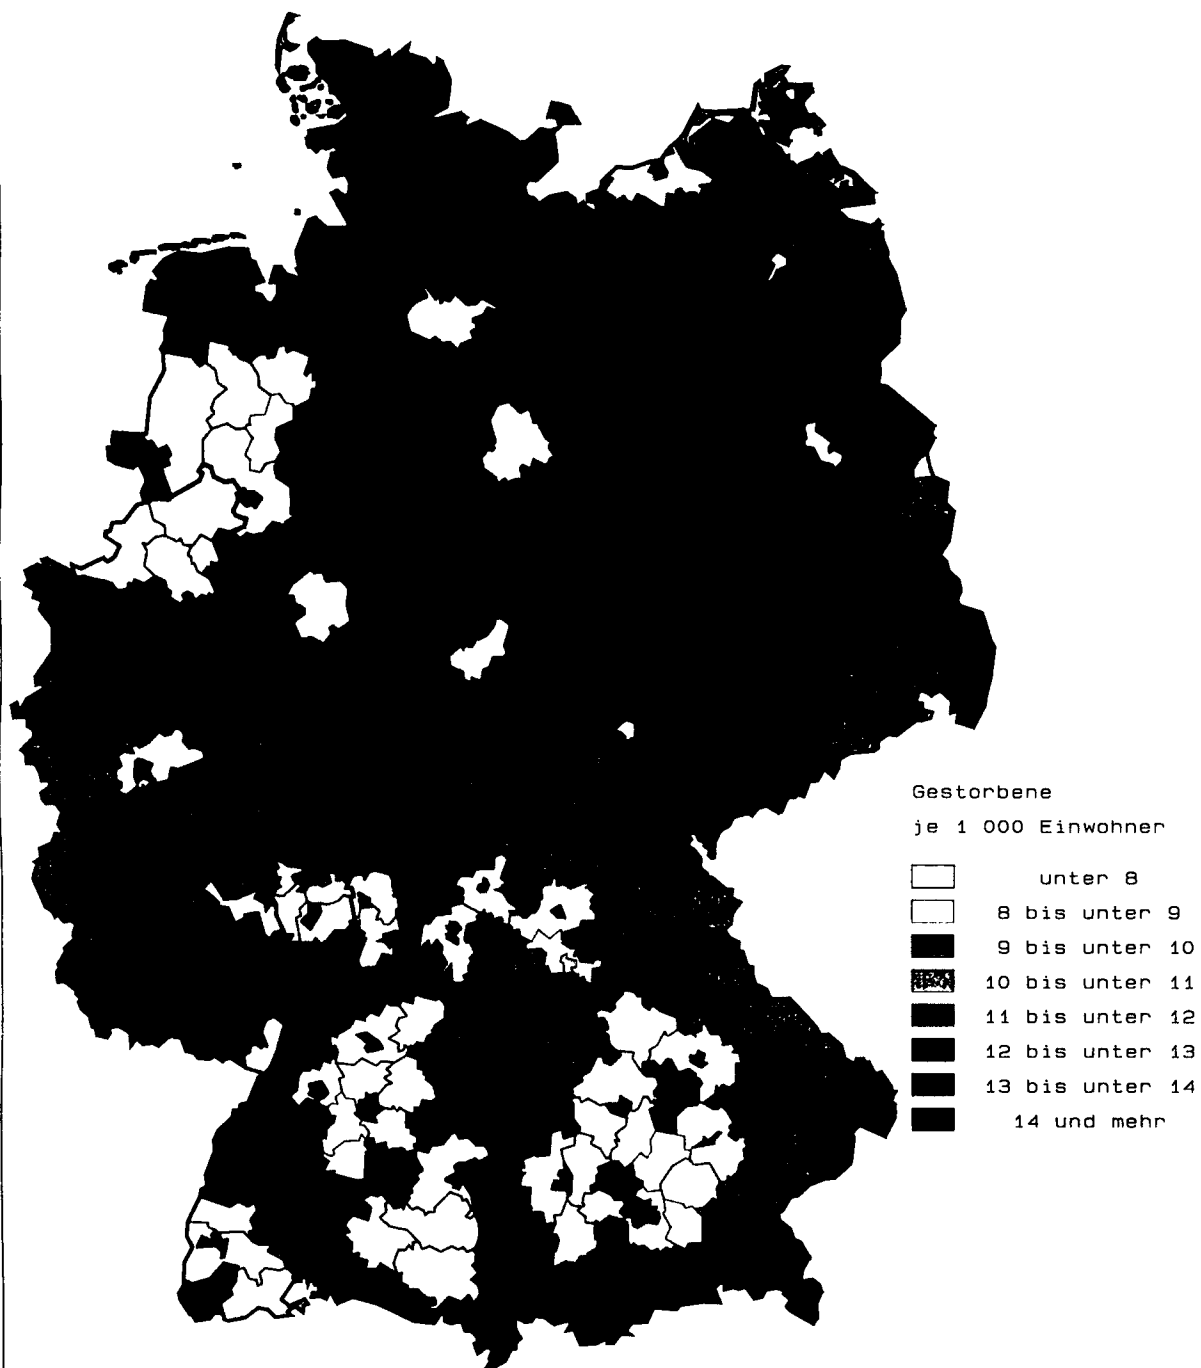 Gestorbene
je 1 000 Einwohner
unter 8
8 bis unter 9
9 bis unter 10
10 bis unter 11
11 bis unter 12
12 bis unter 13
13 bis unter 14
14 und mehr